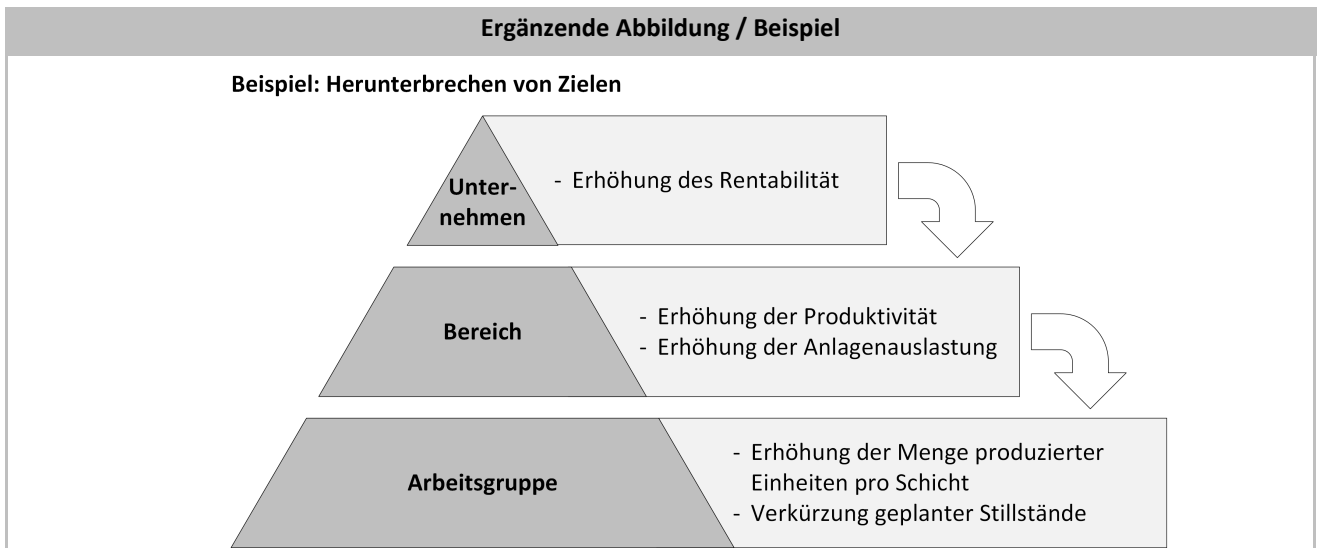 Ergänzende Abbildung / Beispiel
Beispiel: Herunterbrechen von Zielen
Unter-
nehmen
- Erhöhung des Rentabilität
Bereich
- Erhöhung der Produktivität
- Erhöhung der Anlagenauslastung
Arbeitsgruppe
- Erhöhung der Menge produzierter
Einheiten pro Schicht
- Verkürzung geplanter Stillstände